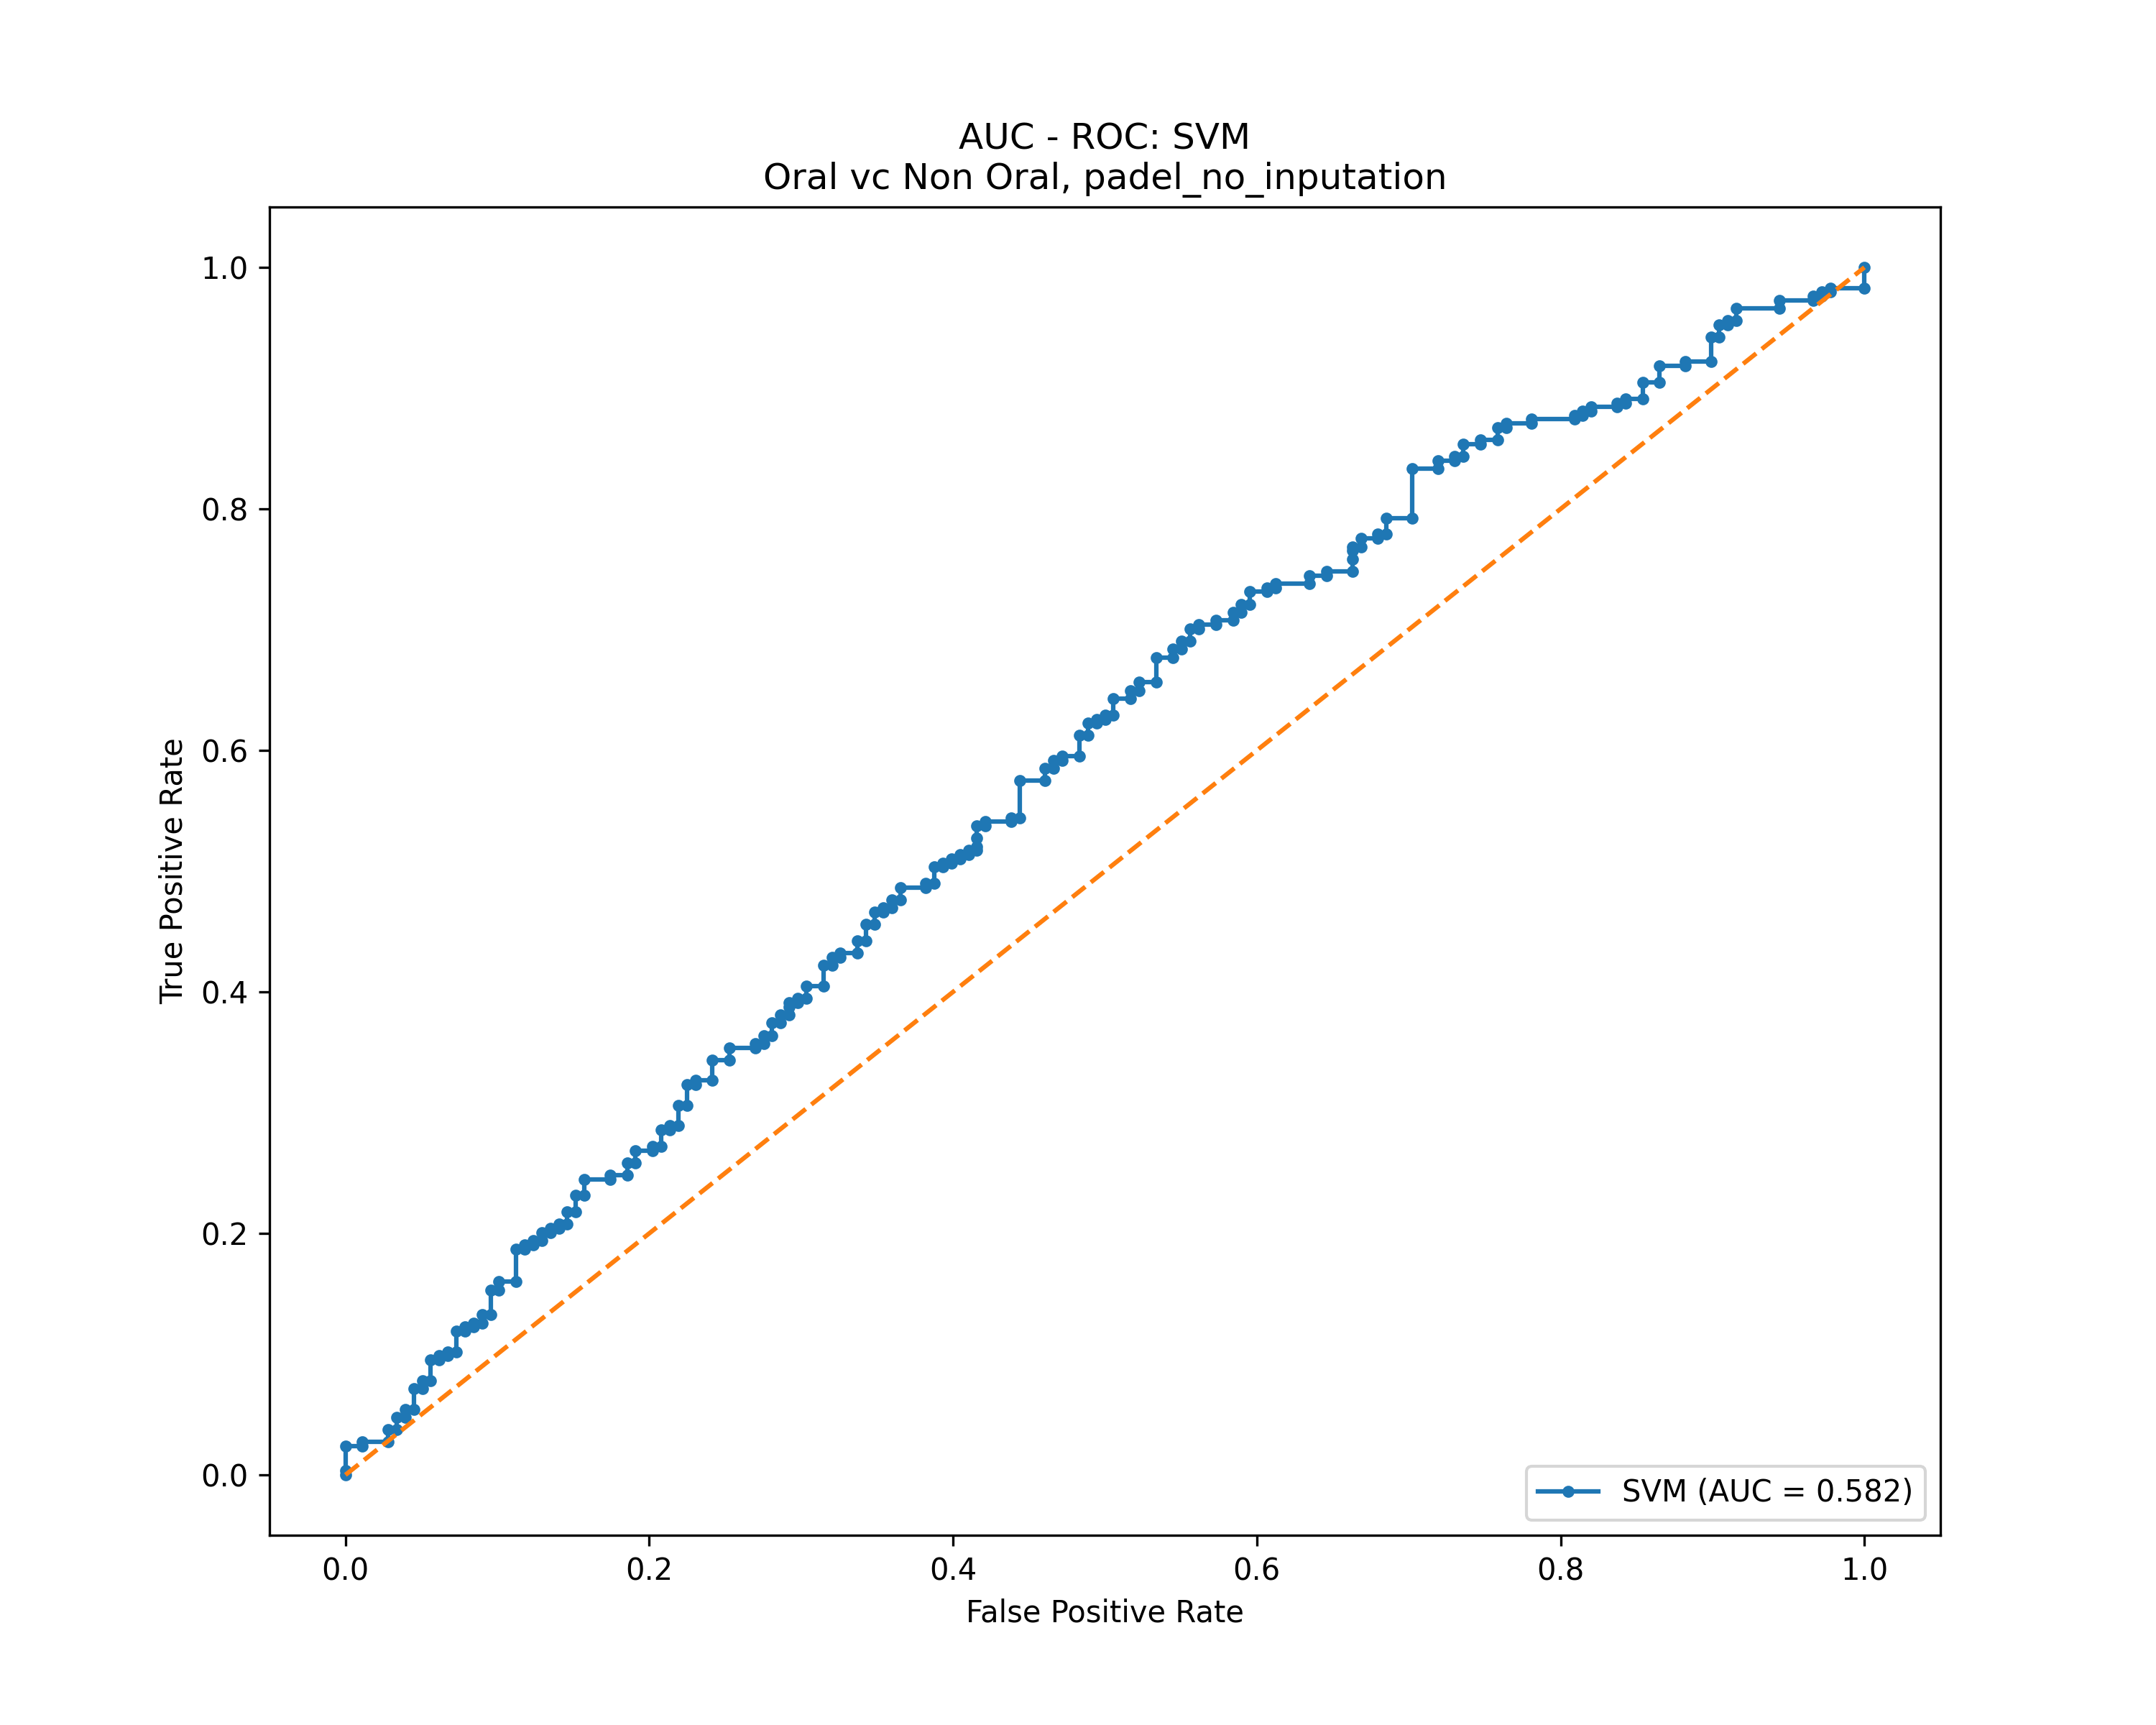 AUC - ROC: SVM
Oral vc Non Oral, padel_no_inputation
1.0
0.8
0.6
0.4
0.2
0.0
True Positive Rate
SVM (AUC = 0.582)
0.0 0.2 0.4 0.6 0.8 1.0
False Positive Rate